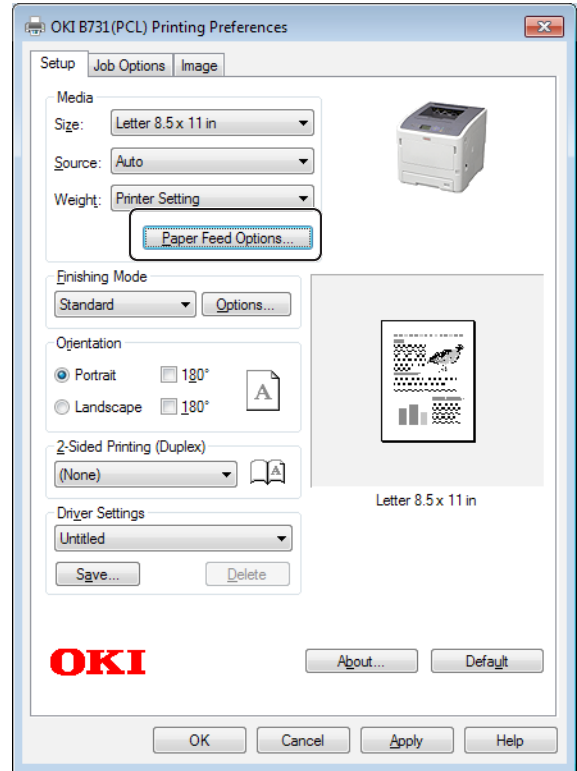 OKI B731(PCL) Printing Preferences
Setup Job Options Image
Media
Size: Letter 8.5 x 11 in
Source: Auto
Weight: Printer Setting
Paper Feed Options...
Finishing Mode
Standard Options...
Orientation
Portrait 180°
Landscape 180°
A
2-Sided Printing (Duplex)
(None) A
Letter 8.5 x 11 in
Driver Settings
Untitled
Save... Delete
OKI About... Default
OK Cancel Apply Help